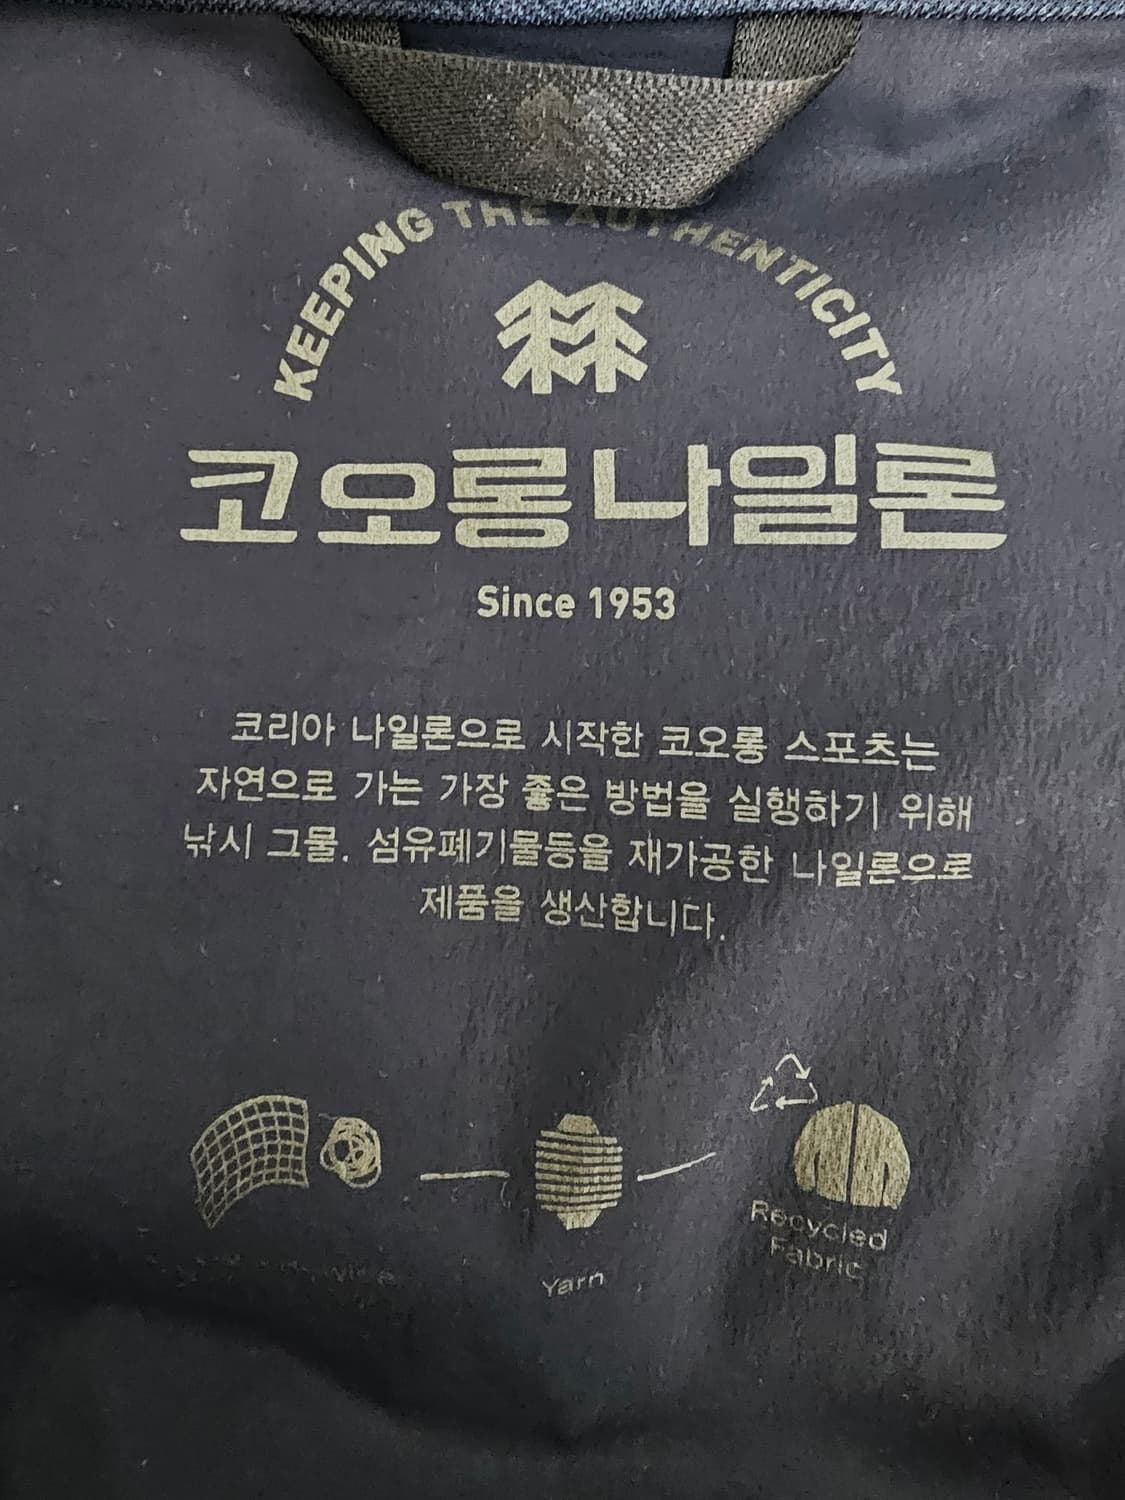 KEEPING THE AUTHENTICITY
코오롱나일론
Since 1953
코리아 나일론으로 시작한 코오롱 스포츠는
자연으로 가는 가장 좋은 방법을 실행하기 위해
낚시 그물. 섬유폐기물등을 재가공한 나일론으로
제품을 생산합니다.
Yarn
Recycled
Fabric